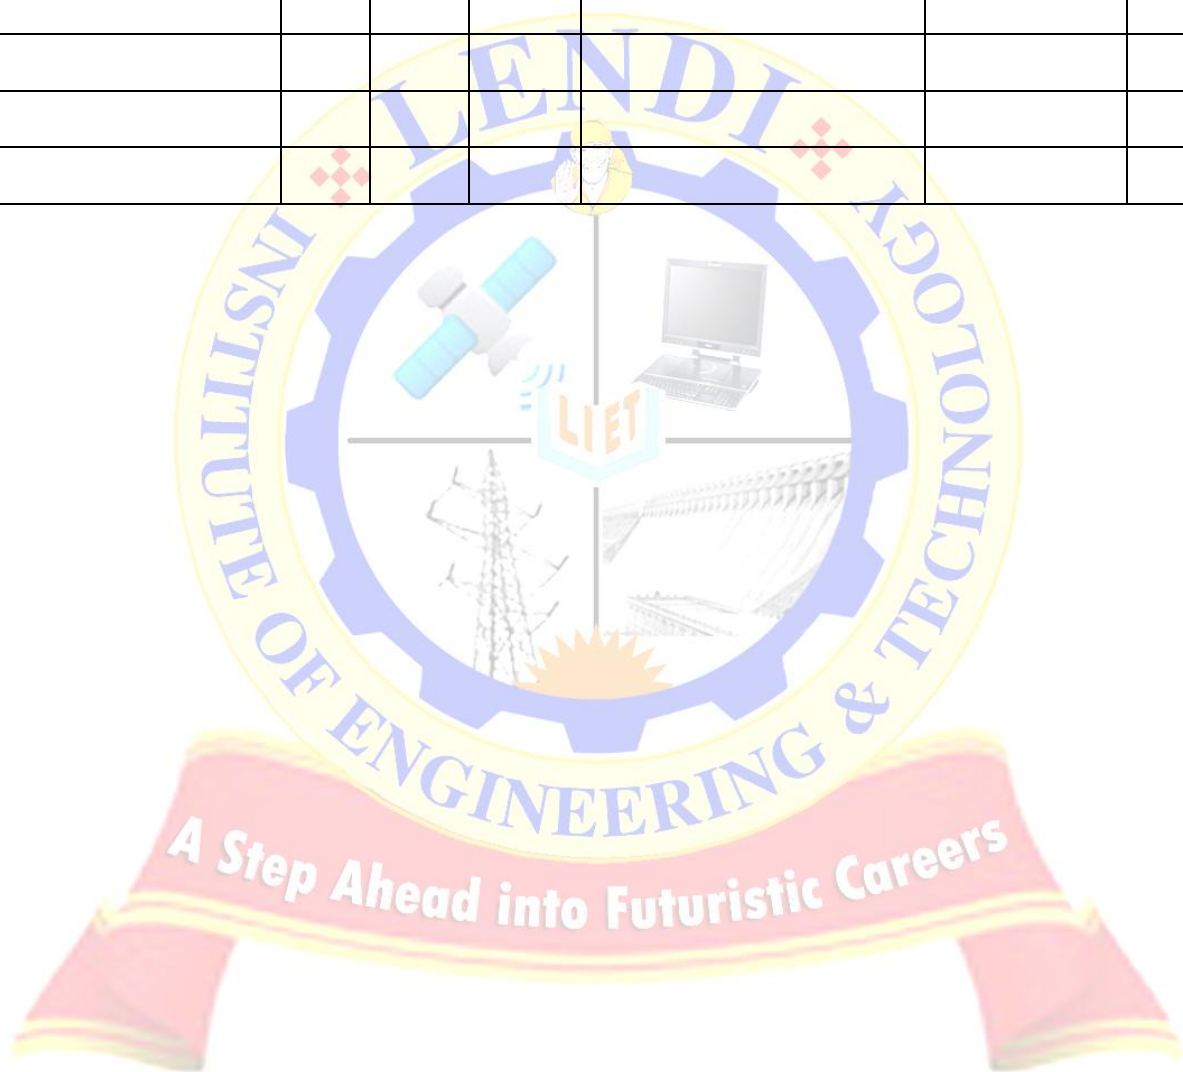 LENDI
INSTITUTE OF ENGINEERING & TECHNOLOGY
LIET
A Step Ahead into Futuristic Careers